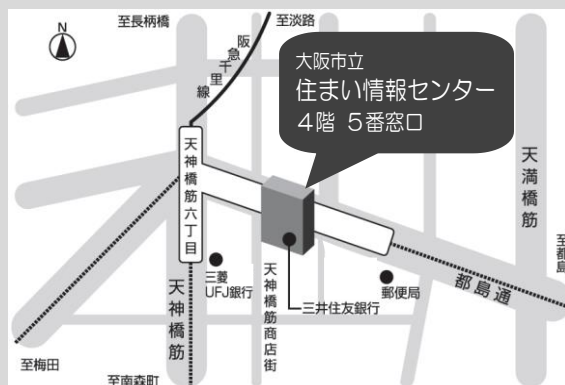 至長柄橋
至淡路
N
阪急千里線
大阪市立
住まい情報センター
4階 5番窓口
天神橋筋六丁目
天満橋筋
至都島
三菱
UFJ銀行
天神橋筋
天神橋筋商店街
三井住友銀行
郵便局
都島通
至梅田
至南森町